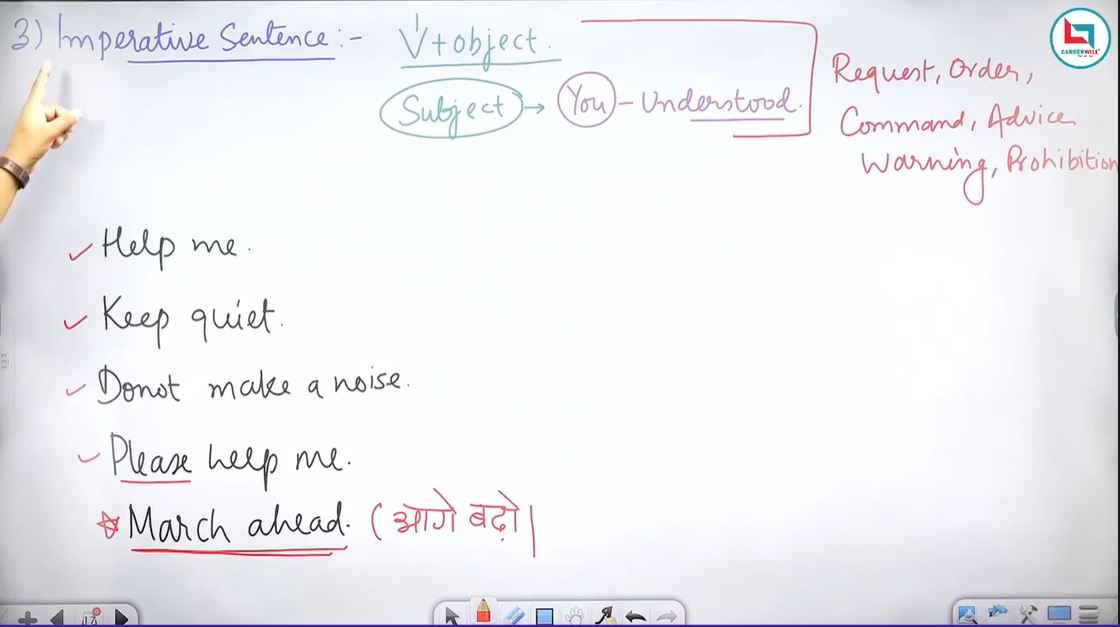 3) Imperative Sentence :- V¹ + object.
Subject → You - Understood.
Request, Order,
Command, Advice
Warning, Prohibition
CAREERWILL
Help me.
Keep quiet.
Donot make a noise.
Please help me.
March ahead. (आगे बढ़ो|